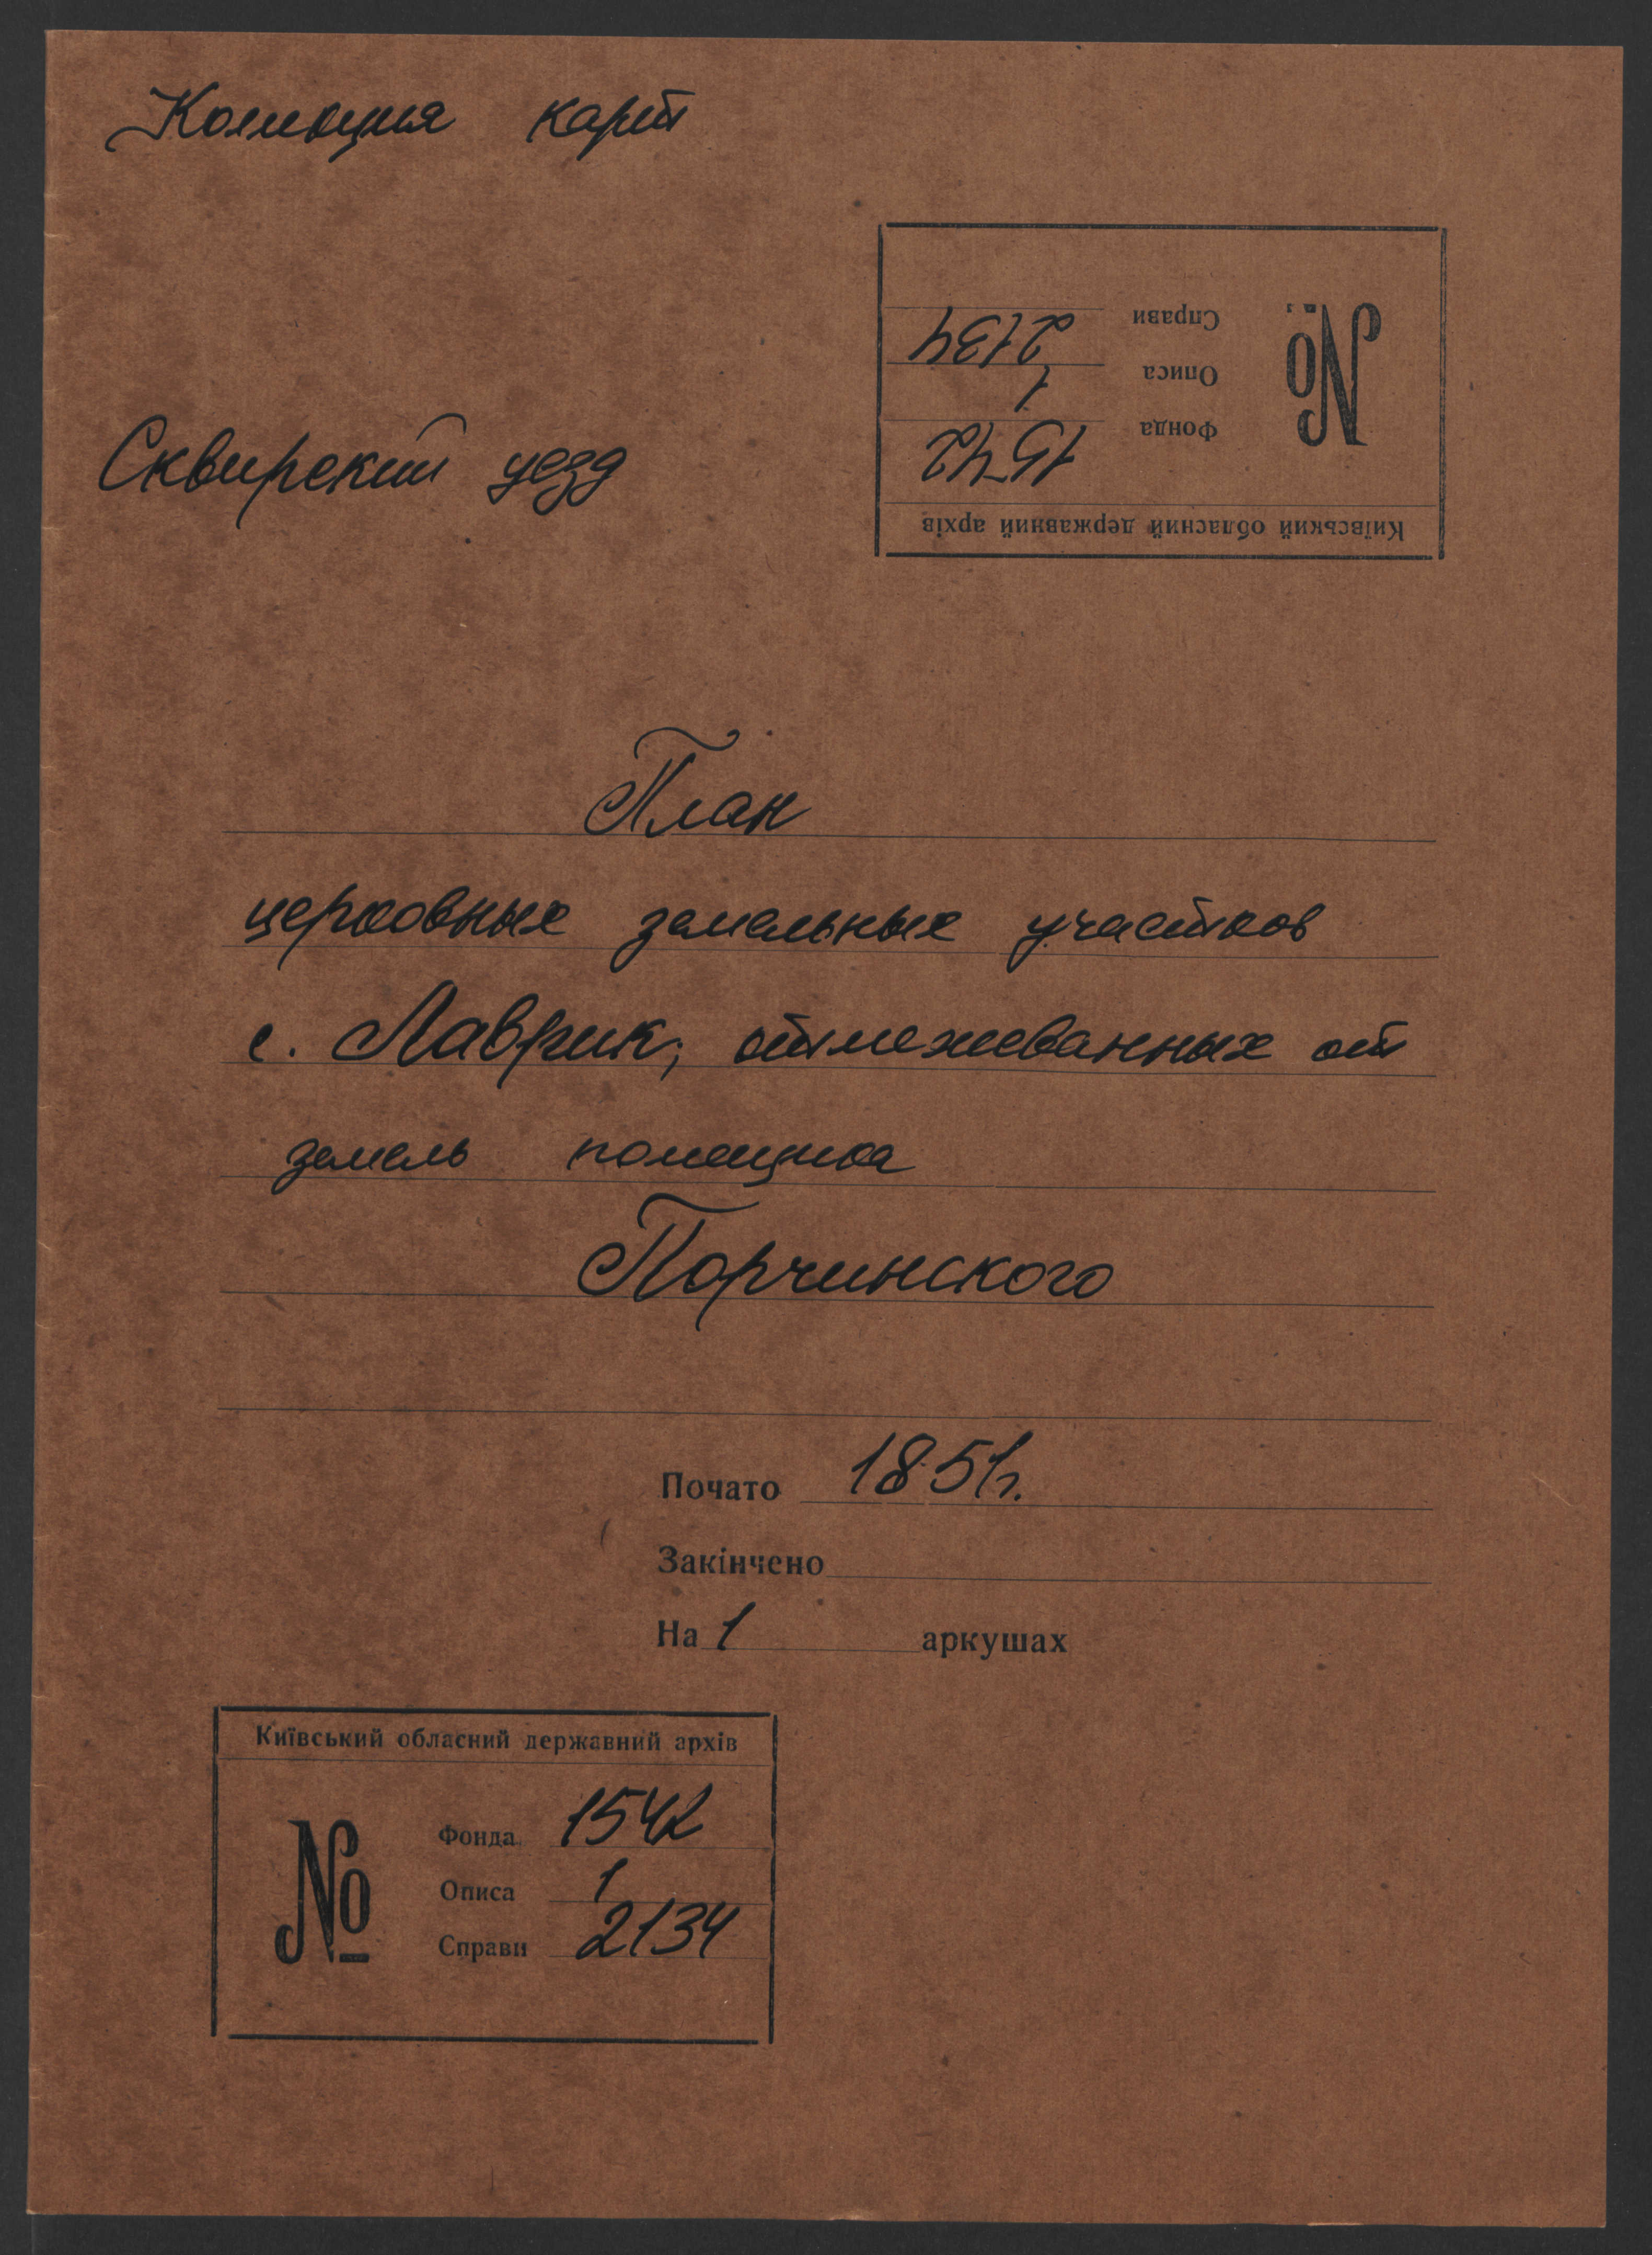 Коллекция карт
Київський обласний державний архів
№
Фонда 1542
Описа 1
Справи 2134
Сквирский уезд
План
церковных земельных участков
с. Лаврик, отмежеванных от
земель помещика
Порчинского
Почато 1851г.
Закінчено
На 1 аркушах
Київський обласний державний архів
№
Фонда 1542
Описа 1
Справи 2134